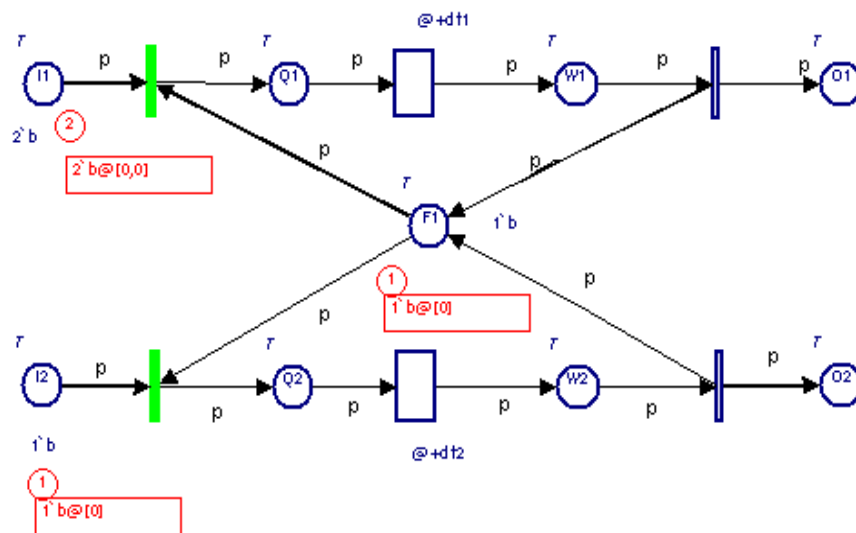 @+dt1
T T T T
p p p p p p
I1 Q1 W1 O1
2`b 2
2`b@[0,0]
p p
T
F1 1`b
1
1`b@[0]
p p
T T T T
p p
I2 Q2 W2 O2
p p p p
1`b @+dt2
1
1`b@[0]